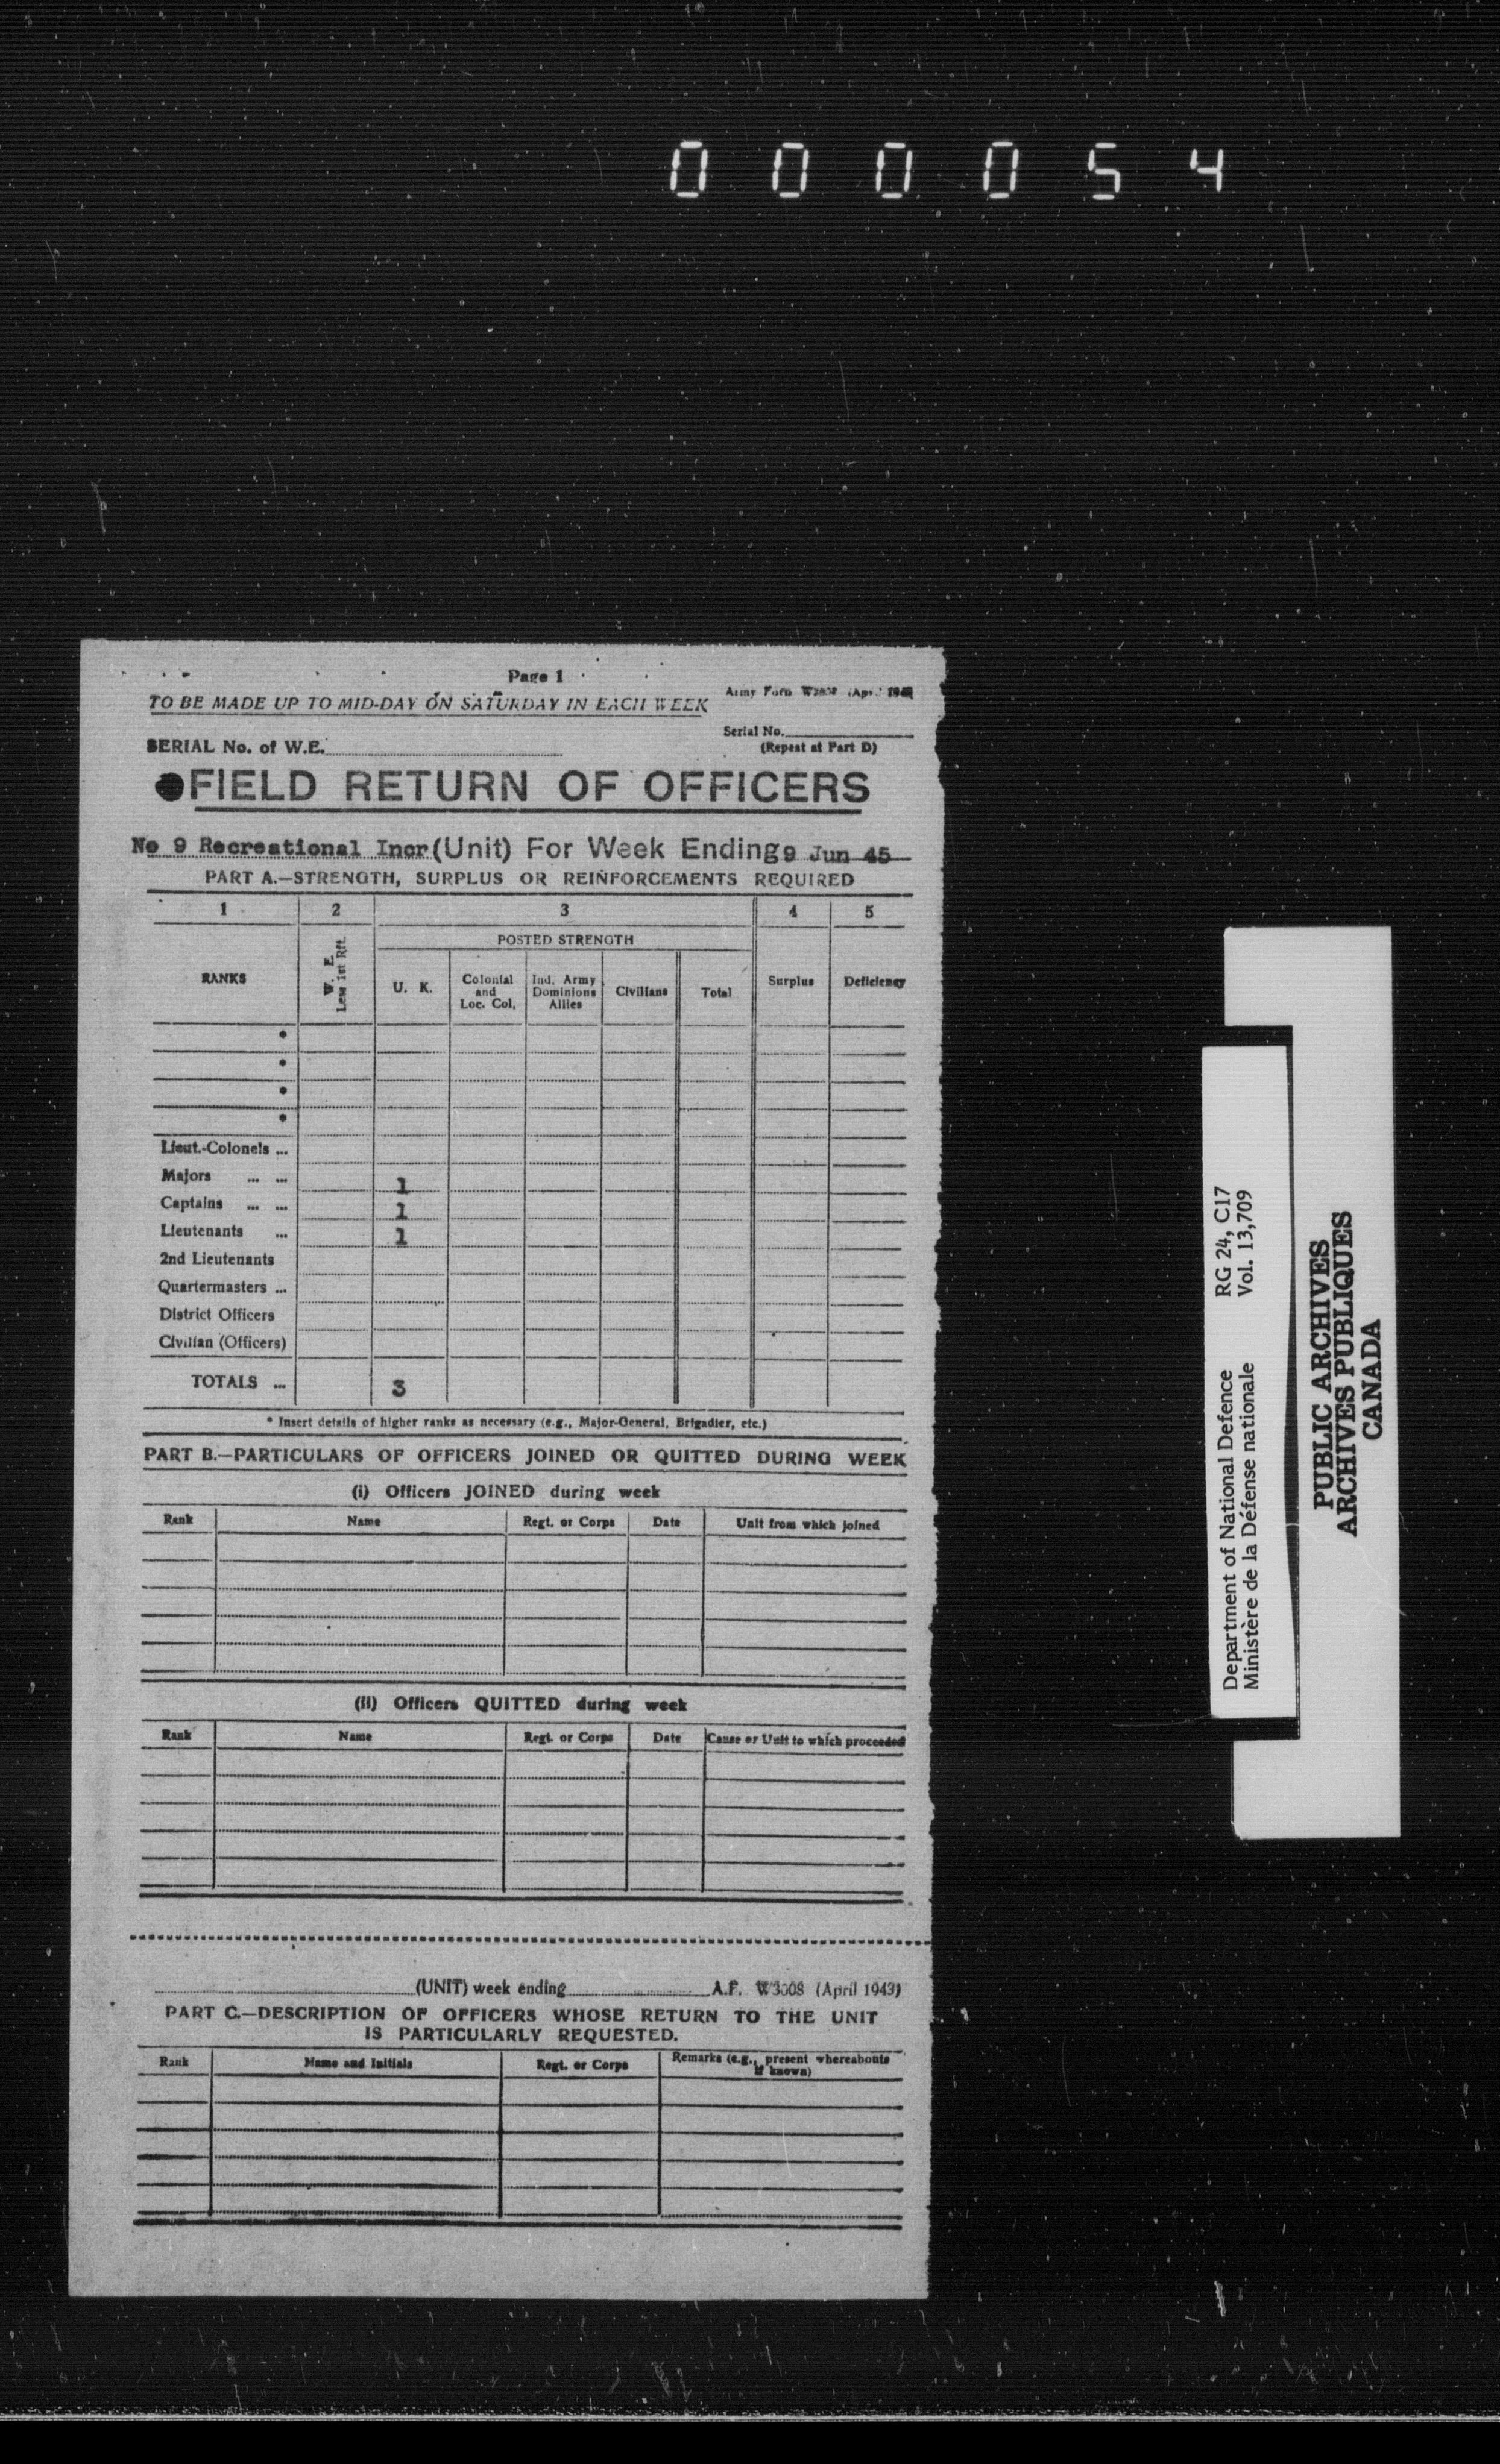 0 0 0 0 5 4
Page 1
TO BE MADE UP TO MID-DAY ON SATURDAY IN EACH WEEK
Army Form
SERIAL No. of W.E.
Serial No.
(Repeat at Part D)
FIELD RETURN OF OFFICERS
No 9 Recreational Incr (Unit) For Week Ending 9 Jun 45
PART A.—STRENGTH, SURPLUS OR REINFORCEMENTS REQUIRED
1 2 3 4 5
RANKS
W. E.
Less 1st Rft.
POSTED STRENGTH
U. K.
Colonial
and
Loc. Col.
Ind. Army
Dominions
Allies
Civilians
Total
Surplus
Deficiency
*
*
*
*
Lieut.-Colonels ...
Majors ... ... 1
Captains ... ... 1
Lieutenants ... 1
2nd Lieutenants
Quartermasters ...
District Officers
Civilian (Officers)
TOTALS ... 3
* Insert details of higher ranks as necessary (e.g., Major-General, Brigadier, etc.)
PART B.—PARTICULARS OF OFFICERS JOINED OR QUITTED DURING WEEK
(i) Officers JOINED during week
Rank Name Regt. or Corps Date Unit from which joined
(ii) Officers QUITTED during week
Rank Name Regt. or Corps Date Cause or Unit to which proceeded
(UNIT) week ending A.F. W3008 (April 1943)
PART C.—DESCRIPTION OF OFFICERS WHOSE RETURN TO THE UNIT
IS PARTICULARLY REQUESTED.
Rank Name and Initials Regt. or Corps Remarks (e.g., present whereabouts
if known)
Department of National Defence RG 24, C17
Ministère de la Défense nationale Vol. 13,709
PUBLIC ARCHIVES
ARCHIVES PUBLIQUES
CANADA